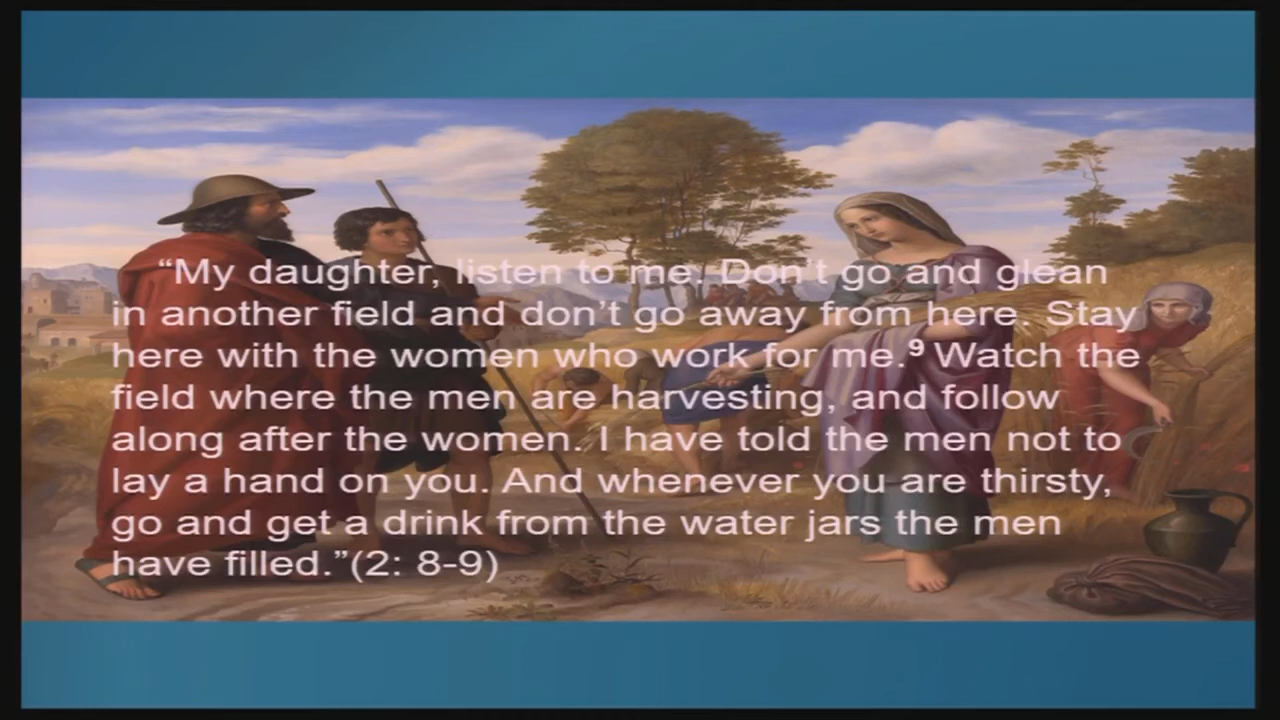 “My daughter, listen to me. Don’t go and glean
in another field and don’t go away from here. Stay
here with the women who work for me.⁹ Watch the
field where the men are harvesting, and follow
along after the women. I have told the men not to
lay a hand on you. And whenever you are thirsty,
go and get a drink from the water jars the men
have filled.”(2: 8-9)